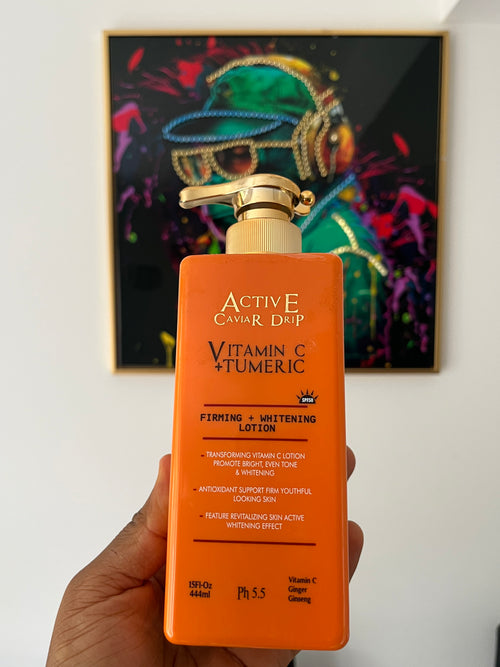 ACTIVE
CAVIAR DRIP
VITAMIN C
+TUMERIC
SPF50
FIRMING + WHITENING
LOTION
- TRANSFORMING VITAMIN C LOTION
PROMOTE BRIGHT, EVEN TONE
& WHITENING
- ANTIOXIDANT SUPPORT FIRM YOUTHFUL
LOOKING SKIN
- FEATURE REVITALIZING SKIN ACTIVE
WHITENING EFFECT
15Fl-Oz
444ml
Ph 5.5
Vitamin C
Ginger
Ginseng